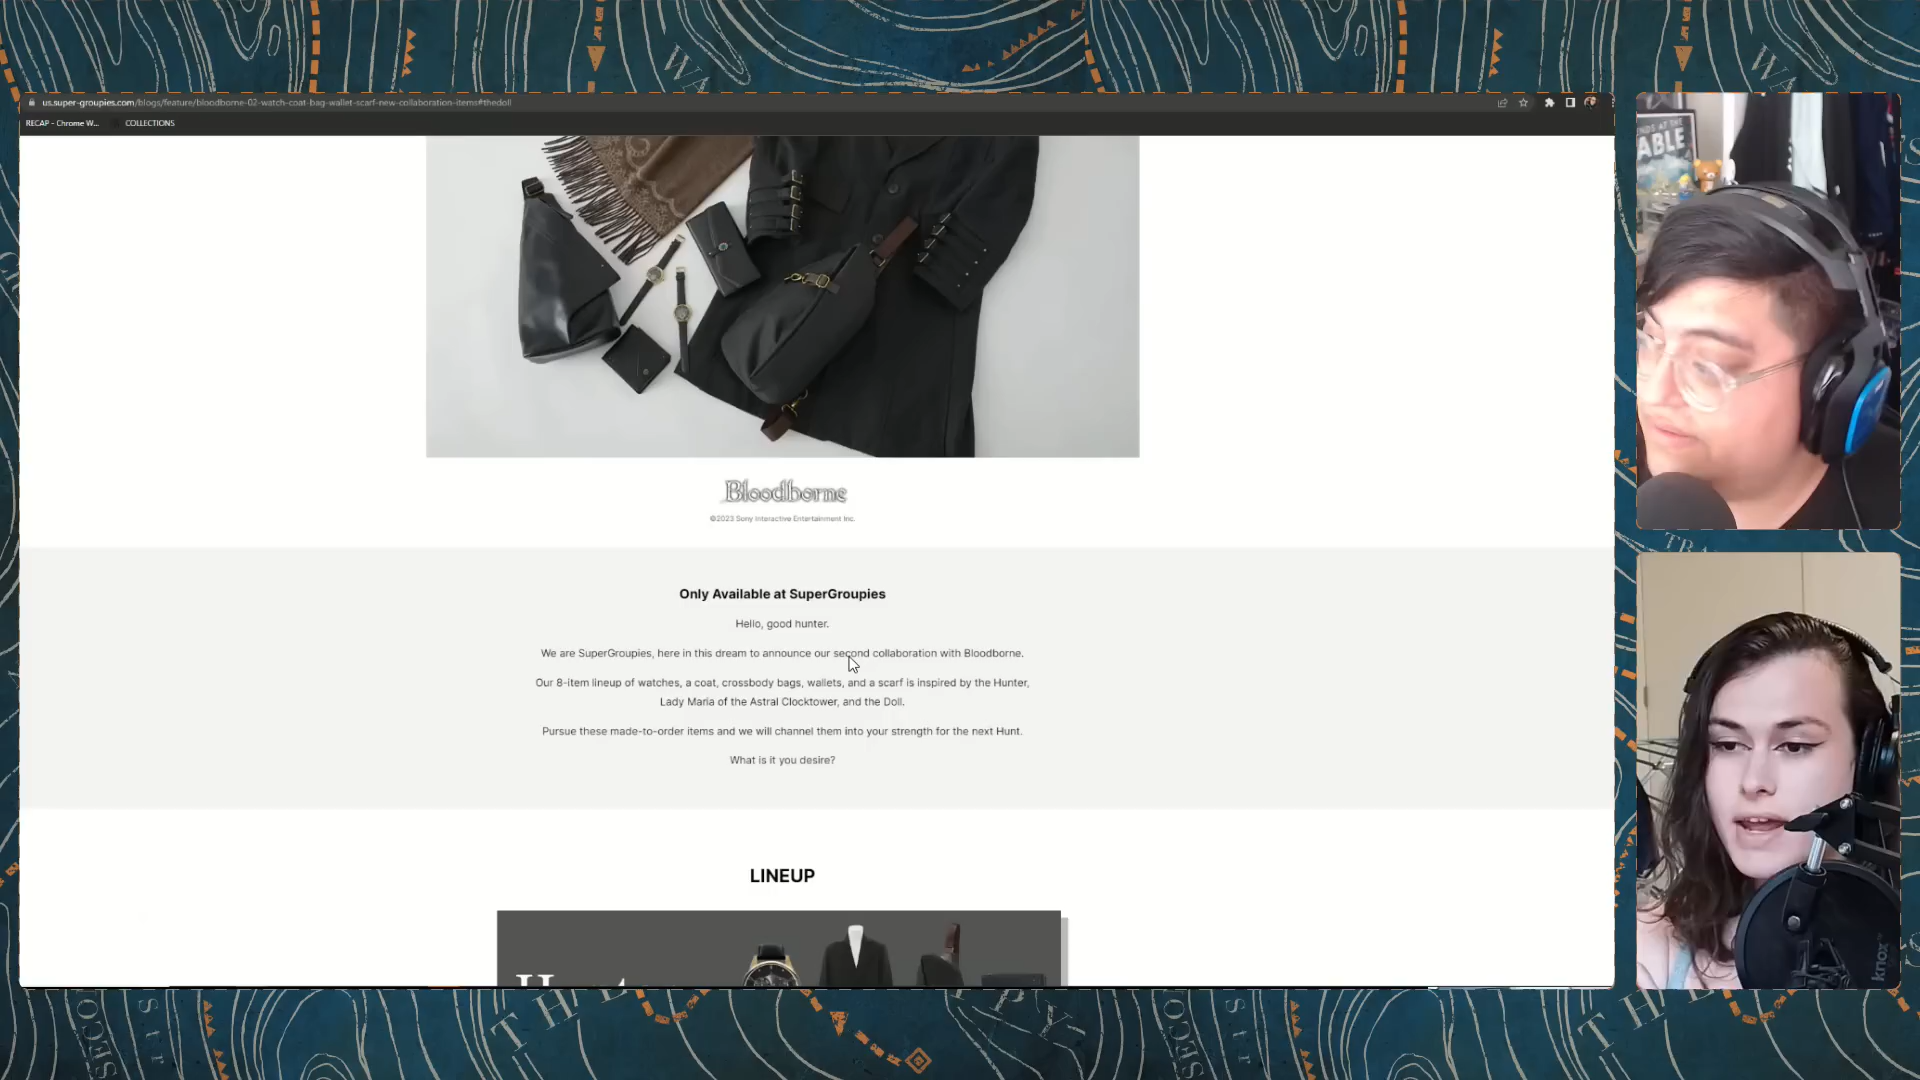 us.super-groupies.com/blogs/feature/bloodborne-02-watch-coat-bag-wallet-scarf-new-collaboration-items#thedoll
RECAP - Chrome W...
COLLECTIONS
Bloodborne
©2023 Sony Interactive Entertainment Inc.
Only Available at SuperGroupies
Hello, good hunter.
We are SuperGroupies, here in this dream to announce our second collaboration with Bloodborne.
Our 8-item lineup of watches, a coat, crossbody bags, wallets, and a scarf is inspired by the Hunter,
Lady Maria of the Astral Clocktower, and the Doll.
Pursue these made-to-order items and we will channel them into your strength for the next Hunt.
What is it you desire?
LINEUP
ABLE
knox